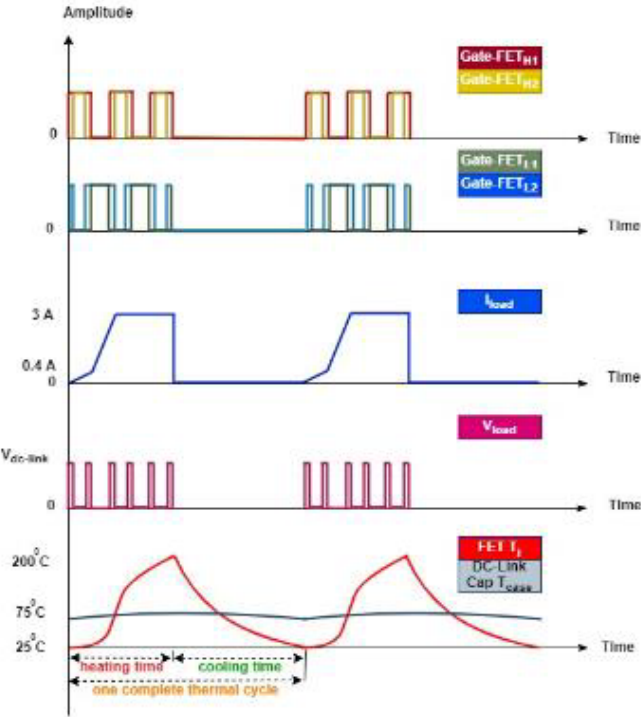 Amplitude
Gate-FETH1
Gate-FETH2
0
Time
Gate-FETL1
Gate-FETL2
0
Time
3 A
Iload
0.4 A
0
Time
Vload
Vdc-link
0
Time
FET Tj
200°C
DC-Link
Cap Tcase
75°C
25°C
Time
heating time
cooling time
one complete thermal cycle